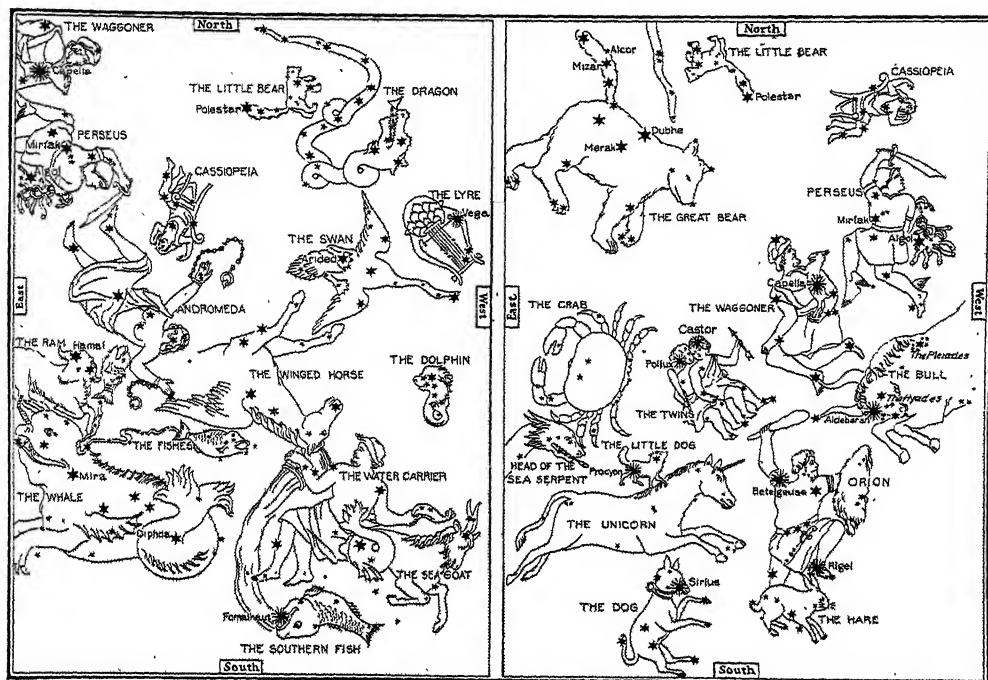 North
THE WAGGONER
Capella
THE LITTLE BEAR
Polestar
THE DRAGON
PERSEUS
Mirfak
Algol
CASSIOPEIA
THE LYRE
Vega
THE SWAN
Arided
East
West
ANDROMEDA
THE RAM
Hamal
THE DOLPHIN
THE WINGED HORSE
THE FISHES
Mira
THE WATER CARRIER
THE WHALE
Diphda
THE SEA GOAT
Fomalhaut
THE SOUTHERN FISH
South
North
Alcor
Mizar
THE LITTLE BEAR
Polestar
CASSIOPEIA
Dubhe
Merak
THE GREAT BEAR
PERSEUS
Mirfak
Algol
East
West
THE CRAB
Capella
THE WAGGONER
Castor
Pollux
The Pleiades
THE BULL
The Hyades
THE TWINS
Aldebaran
THE LITTLE DOG
HEAD OF THE
SEA SERPENT
Procyon
Betelgeuse
ORION
THE UNICORN
Rigel
Sirius
THE DOG
THE HARE
South